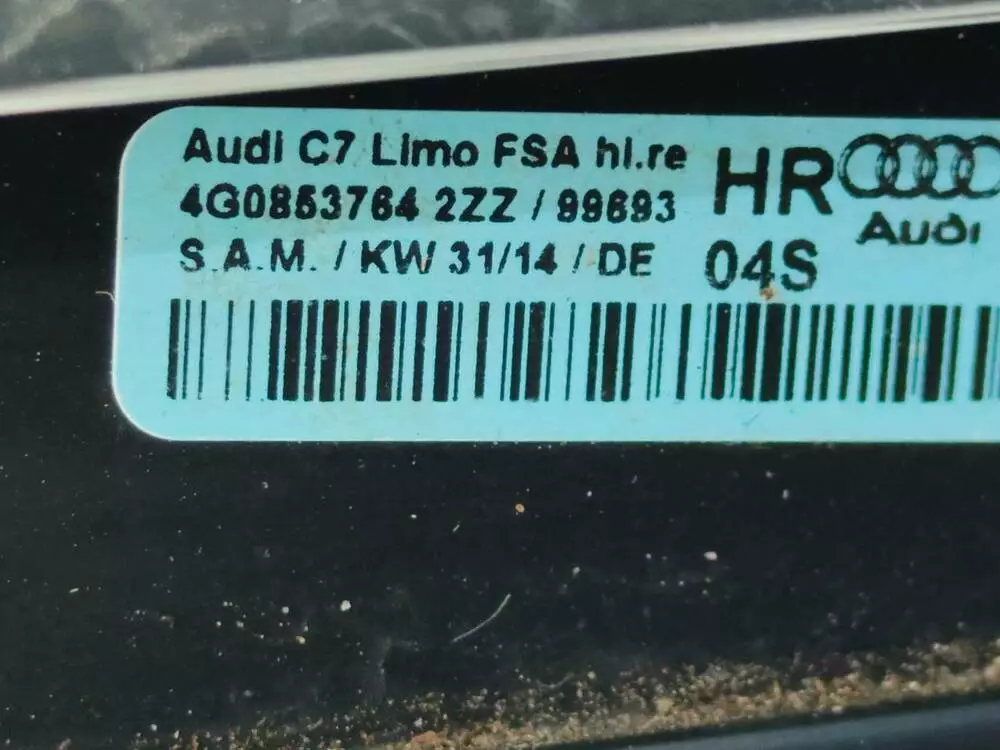 Audi C7 Limo FSA hl.re
4G0853764 2ZZ / 99693
S.A.M. / KW 31/14 / DE
HR
04S
Audi